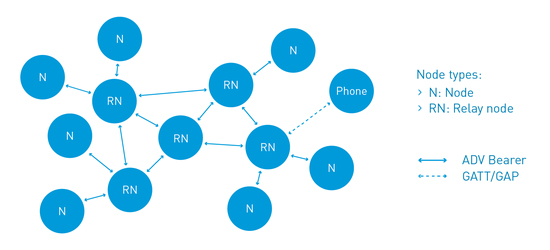 N
N
N
RN
RN
Phone
N
RN
RN
N
RN
N
N
Node types:
> N: Node
> RN: Relay node
ADV Bearer
GATT/GAP